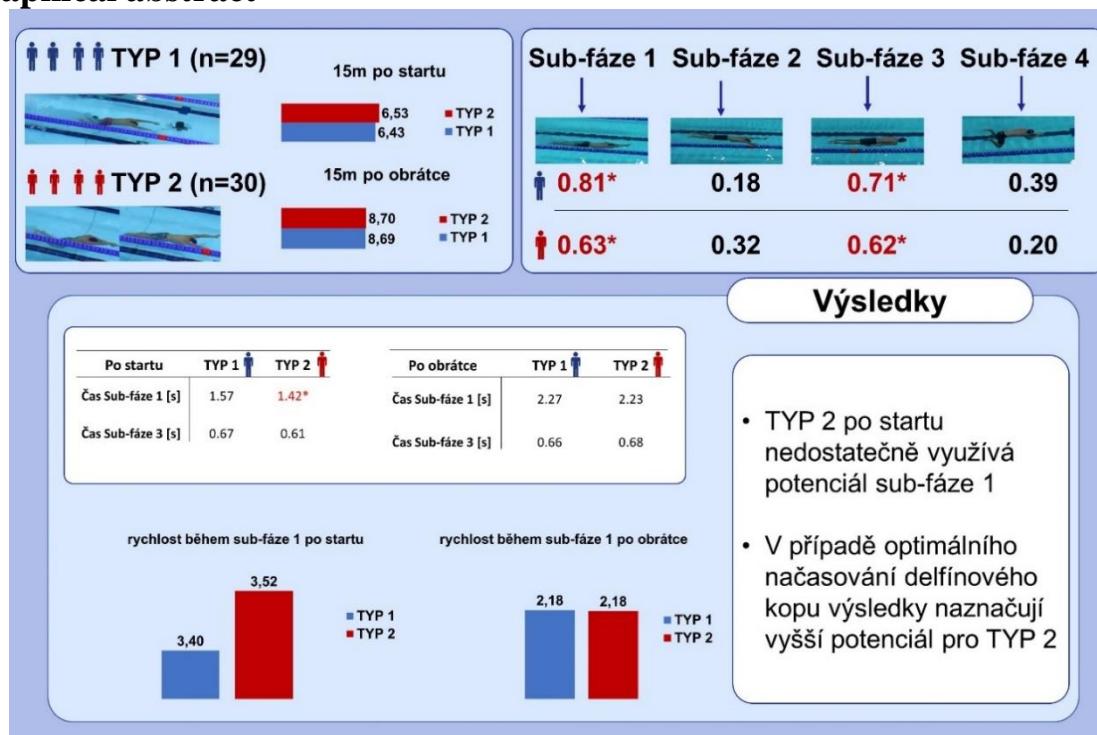 TYP 1 (n=29)
15m po startu
6,53
6,43
TYP 2
TYP 1
TYP 2 (n=30)
15m po obrátce
8,70
8,69
TYP 2
TYP 1
Sub-fáze 1 Sub-fáze 2 Sub-fáze 3 Sub-fáze 4
0.81* 0.18 0.71* 0.39
0.63* 0.32 0.62* 0.20
Výsledky
Po startu TYP 1 TYP 2
Čas Sub-fáze 1 [s] 1.57 1.42*
Čas Sub-fáze 3 [s] 0.67 0.61
Po obrátce TYP 1 TYP 2
Čas Sub-fáze 1 [s] 2.27 2.23
Čas Sub-fáze 3 [s] 0.66 0.68
rychlost během sub-fáze 1 po startu
3,40
3,52
TYP 1
TYP 2
rychlost během sub-fáze 1 po obrátce
2,18 2,18
TYP 1
TYP 2
• TYP 2 po startu
nedostatečně využívá
potenciál sub-fáze 1
• V případě optimálního
načasování delfínového
kopu výsledky naznačují
vyšší potenciál pro TYP 2